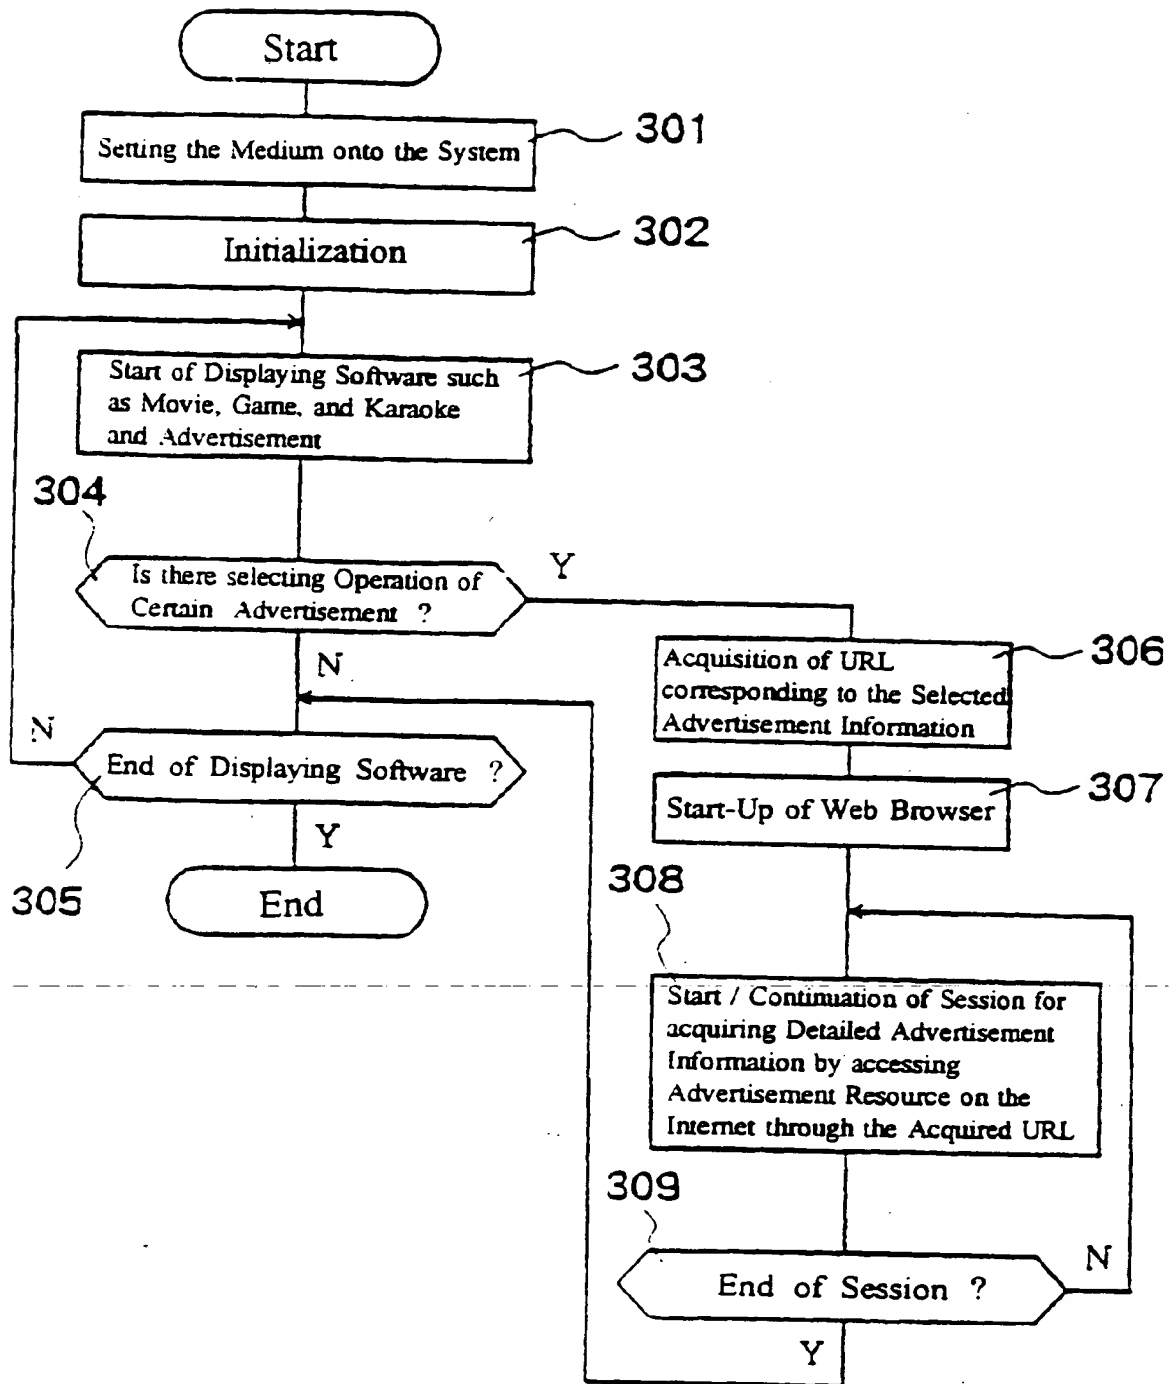 Start
Setting the Medium onto the System
301
Initialization
302
Start of Displaying Software such
as Movie, Game, and Karaoke
and Advertisement
303
304
Is there selecting Operation of
Certain Advertisement ?
Y
N
End of Displaying Software ?
N
305
Y
End
Acquisition of URL
corresponding to the Selected
Advertisement Information
306
Start-Up of Web Browser
307
308
Start / Continuation of Session for
acquiring Detailed Advertisement
Information by accessing
Advertisement Resource on the
Internet through the Acquired URL
309
End of Session ?
N
Y